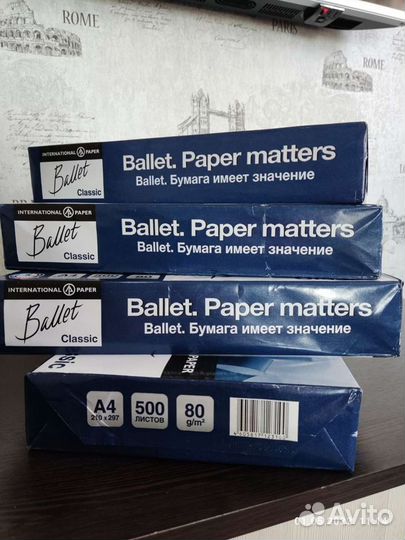 ROME
PARIS
ROME
INTERNATIONAL PAPER
Ballet
Classic
Ballet. Paper matters
Ballet. Бумага имеет значение
INTERNATIONAL PAPER
Ballet
Classic
Ballet. Paper matters
Ballet. Бумага имеет значение
A4
80
INTERNATIONAL PAPER
Ballet
Classic
Ballet. Paper matters
Ballet. Бумага имеет значение
PAPER
A4
210 x 297
500
ЛИСТОВ
80
g/m²
Avito